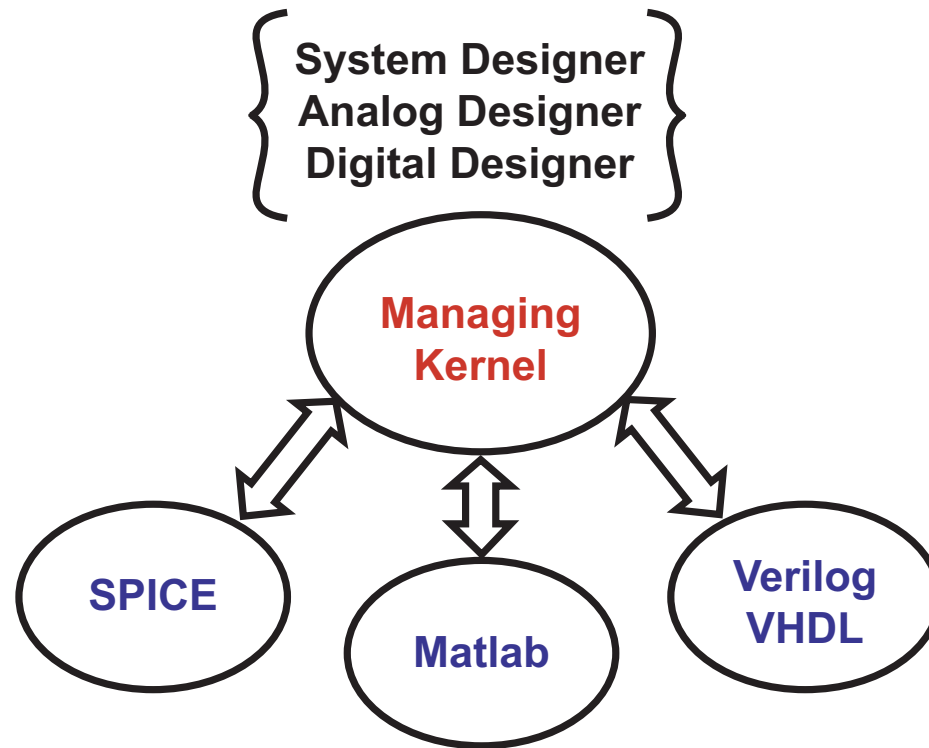 System Designer
Analog Designer
Digital Designer
Managing
Kernel
SPICE
Matlab
Verilog
VHDL